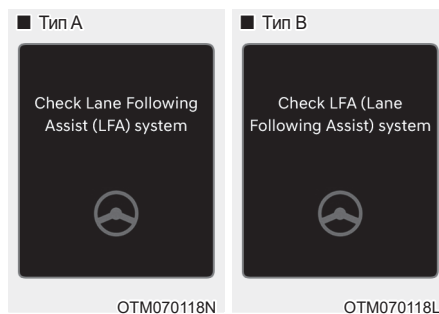 ■ Тип A
Check Lane Following
Assist (LFA) system
OTM070118N
■ Тип B
Check LFA (Lane
Following Assist) system
OTM070118L